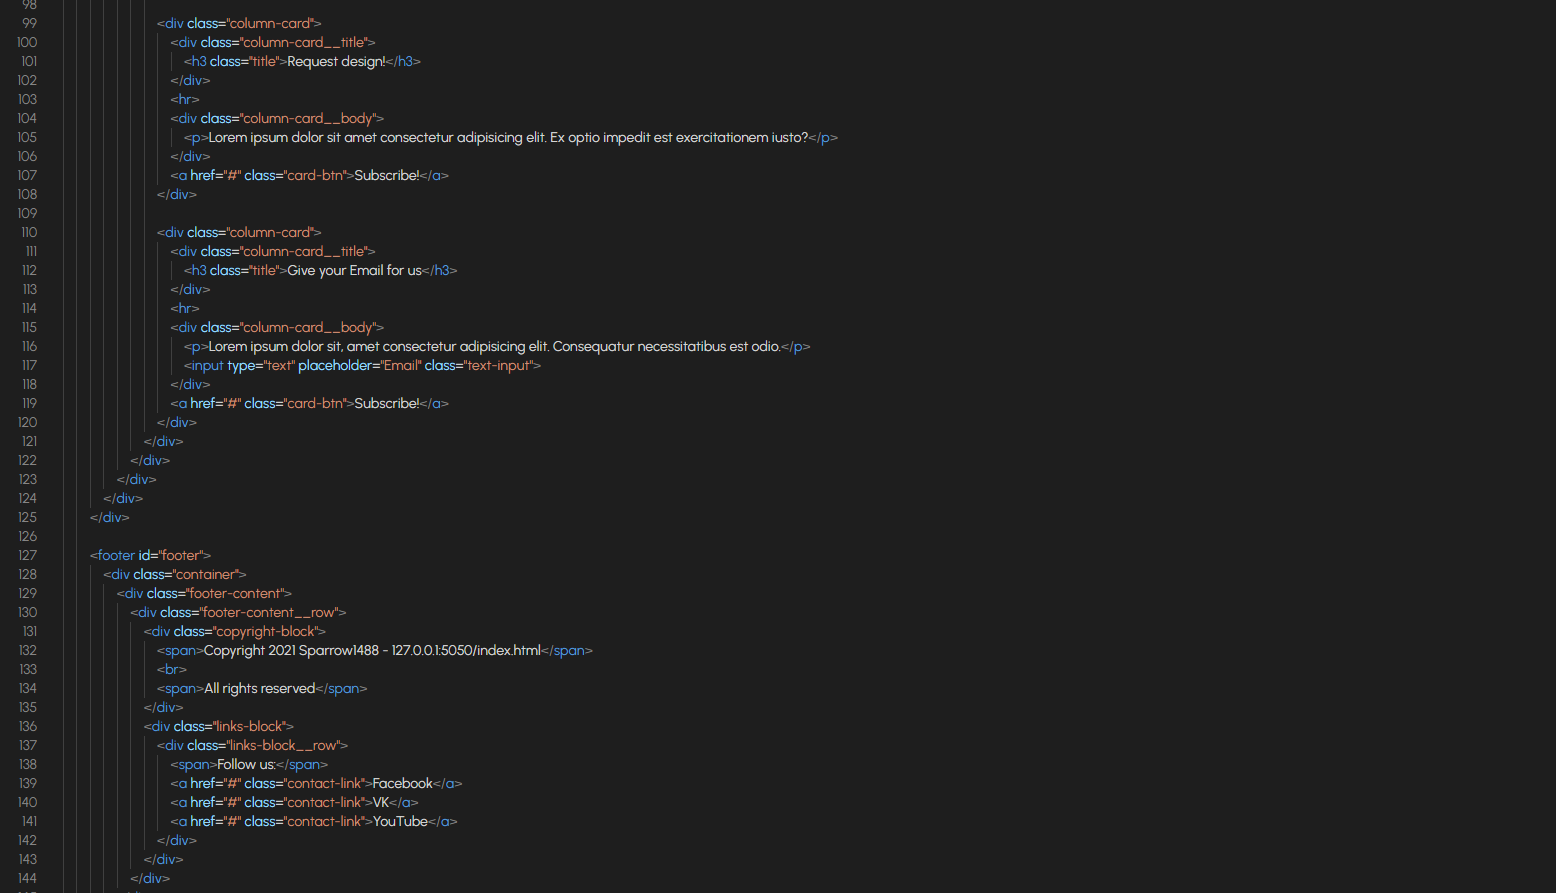 98
99 <div class="column-card">
100 <div class="column-card__title">
101 <h3 class="title">Request design!</h3>
102 </div>
103 <hr>
104 <div class="column-card__body">
105 <p>Lorem ipsum dolor sit amet consectetur adipisicing elit. Ex optio impedit est exercitationem iusto?</p>
106 </div>
107 <a href="#" class="card-btn">Subscribe!</a>
108 </div>
109
110 <div class="column-card">
111 <div class="column-card__title">
112 <h3 class="title">Give your Email for us</h3>
113 </div>
114 <hr>
115 <div class="column-card__body">
116 <p>Lorem ipsum dolor sit, amet consectetur adipisicing elit. Consequatur necessitatibus est odio.</p>
117 <input type="text" placeholder="Email" class="text-input">
118 </div>
119 <a href="#" class="card-btn">Subscribe!</a>
120 </div>
121 </div>
122 </div>
123 </div>
124 </div>
125 </div>
126
127 <footer id="footer">
128 <div class="container">
129 <div class="footer-content">
130 <div class="footer-content__row">
131 <div class="copyright-block">
132 <span>Copyright 2021 Sparrow1488 - 127.0.0.1:5050/index.html</span>
133 <br>
134 <span>All rights reserved</span>
135 </div>
136 <div class="links-block">
137 <div class="links-block__row">
138 <span>Follow us:</span>
139 <a href="#" class="contact-link">Facebook</a>
140 <a href="#" class="contact-link">VK</a>
141 <a href="#" class="contact-link">YouTube</a>
142 </div>
143 </div>
144 </div>